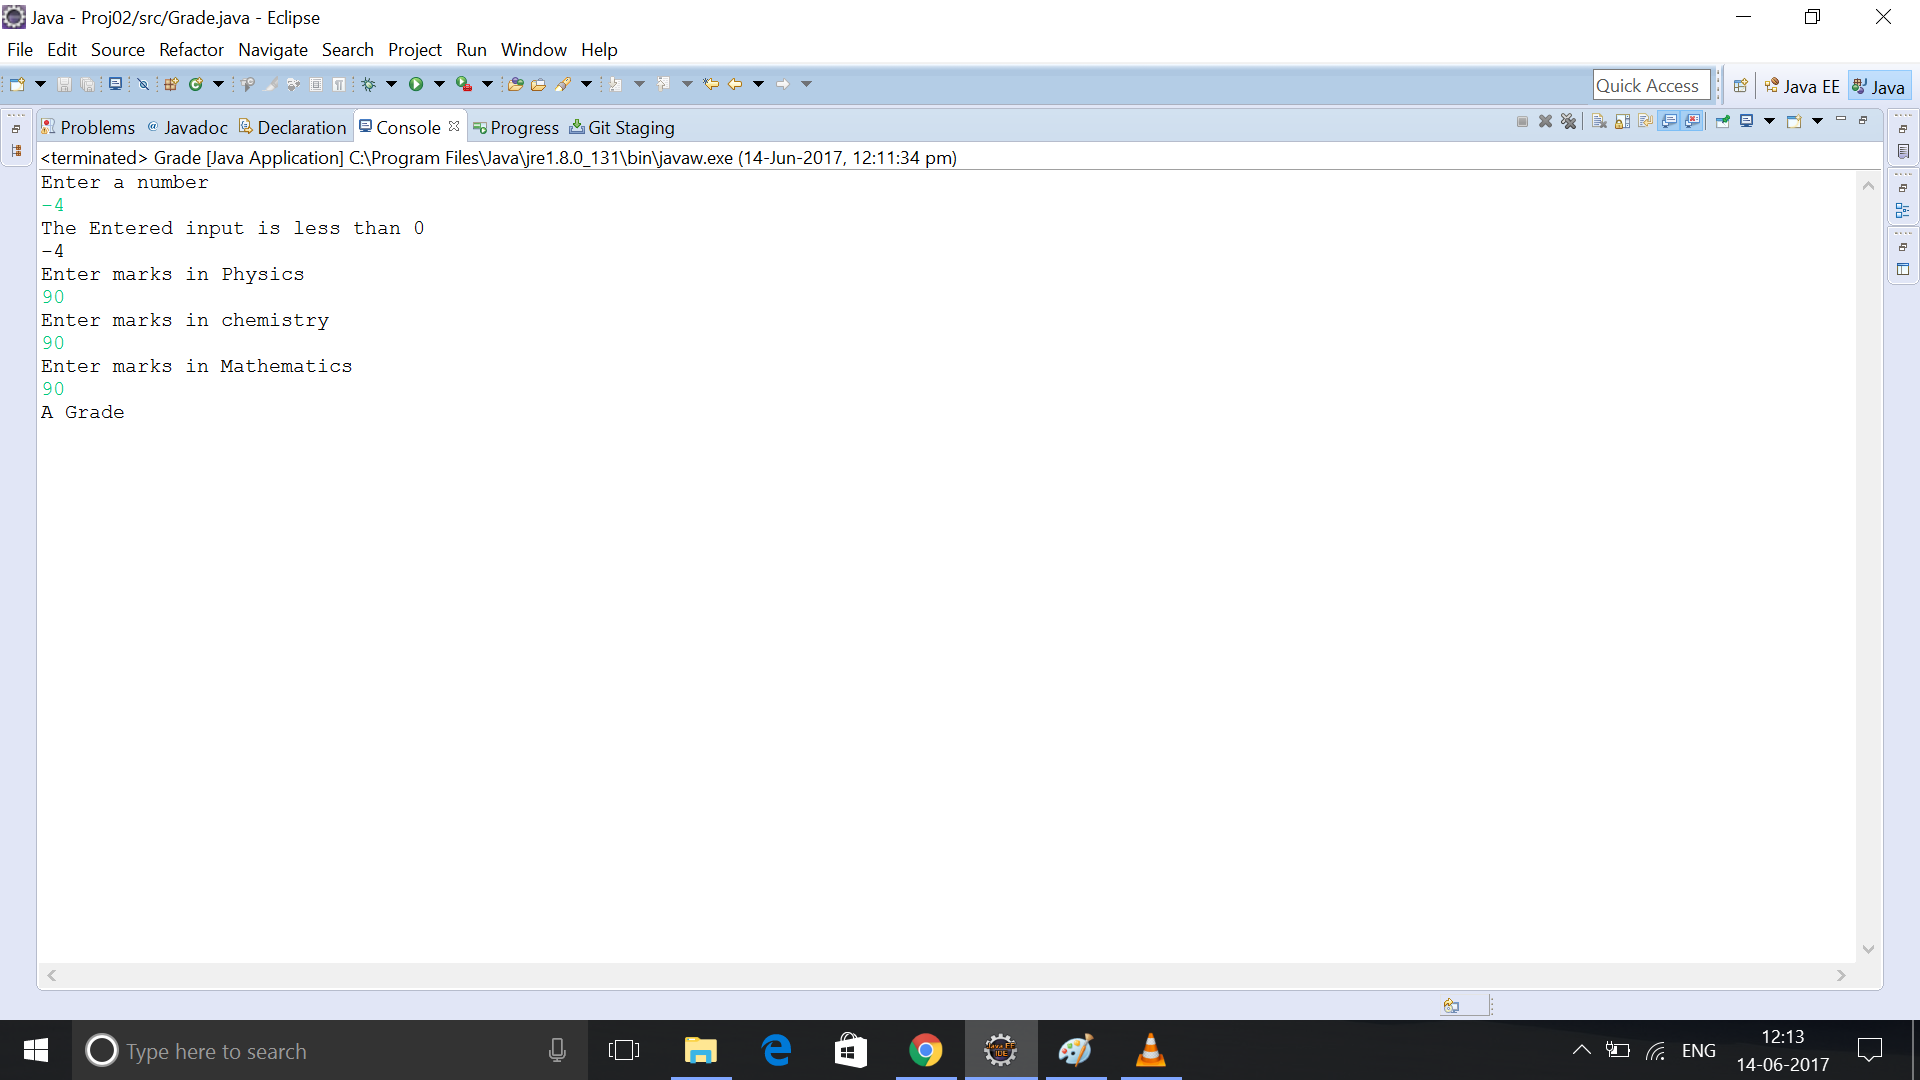 Java - Proj02/src/Grade.java - Eclipse
File Edit Source Refactor Navigate Search Project Run Window Help
Quick Access Java EE Java
Problems @ Javadoc Declaration Console Progress Git Staging
<terminated> Grade [Java Application] C:\Program Files\Java\jre1.8.0_131\bin\javaw.exe (14-Jun-2017, 12:11:34 pm)
Enter a number
-4
The Entered input is less than 0
-4
Enter marks in Physics
90
Enter marks in chemistry
90
Enter marks in Mathematics
90
A Grade
Type here to search
Java EE
IDE
ENG
12:13
14-06-2017